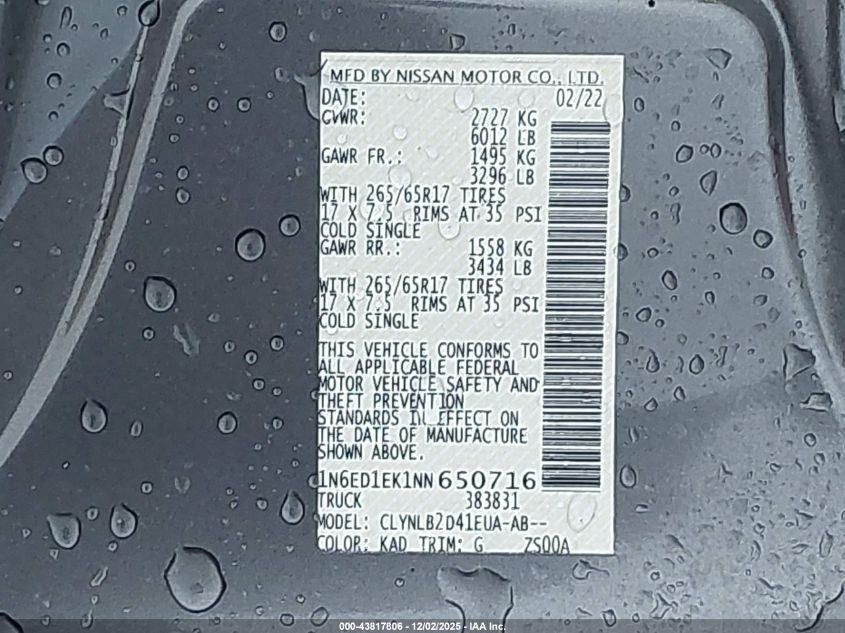 MFD BY NISSAN MOTOR CO., LTD.
DATE: 02/22
GVWR: 2727 KG
6012 LB
GAWR FR.: 1495 KG
3296 LB
WITH 265/65R17 TIRES
17 X 7.5 RIMS AT 35 PSI
COLD SINGLE
GAWR RR.: 1558 KG
3434 LB
WITH 265/65R17 TIRES
17 X 7.5 RIMS AT 35 PSI
COLD SINGLE
THIS VEHICLE CONFORMS TO
ALL APPLICABLE FEDERAL
MOTOR VEHICLE SAFETY AND
THEFT PREVENTION
STANDARDS IN EFFECT ON
THE DATE OF MANUFACTURE
SHOWN ABOVE.
1N6ED1EK1NN650716
TRUCK 383831
MODEL: CLYNLB2D41EUA-AB--
COLOR: KAD TRIM: G ZS00A
000-43817806 - 12/02/2025 - IAA Inc.